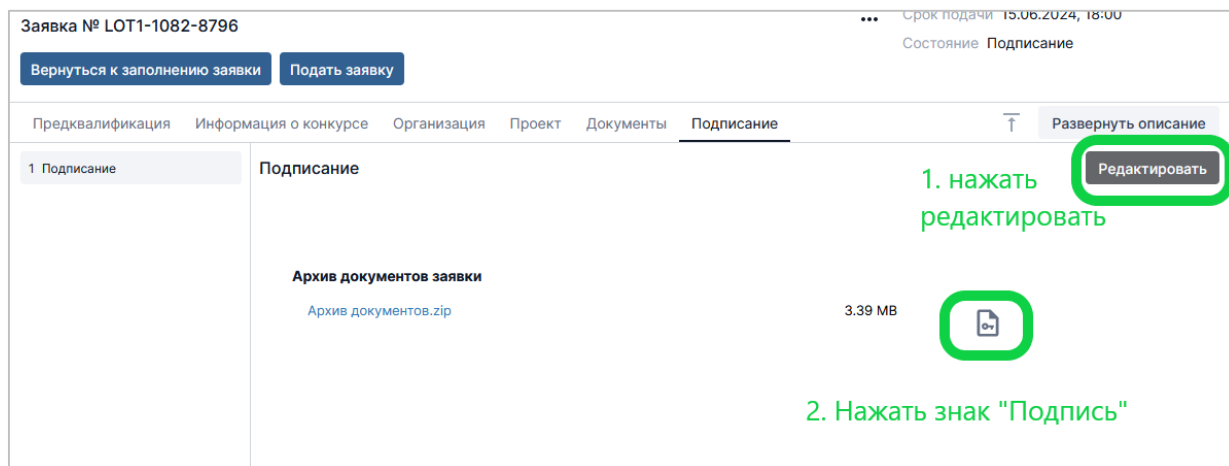 Заявка № LOT1-1082-8796
... Срок подачи 15.06.2024, 18:00
Состояние Подписание
Вернуться к заполнению заявки Подать заявку
Предквалификация Информация о конкурсе Организация Проект Документы Подписание Развернуть описание
1 Подписание
Подписание
Редактировать
1. нажать
редактировать
Архив документов заявки
Архив документов.zip 3.39 MB
2. Нажать знак "Подпись"